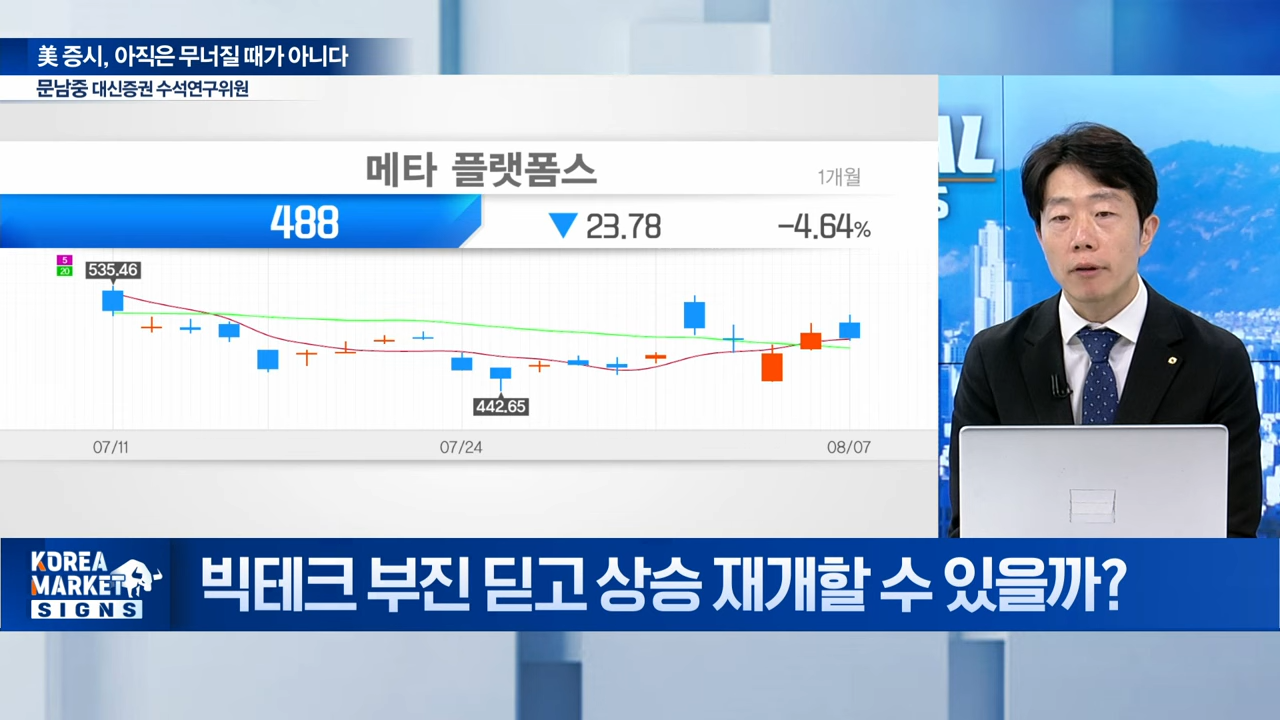 美 증시, 아직은 무너질 때가 아니다
문남중 대신증권 수석연구위원
메타 플랫폼스
1개월
488
▼ 23.78
-4.64%
5
20
535.46
442.65
07/11
07/24
08/07
AL
S
KOREA
MARKET
SIGNS
빅테크 부진 딛고 상승 재개할 수 있을까?